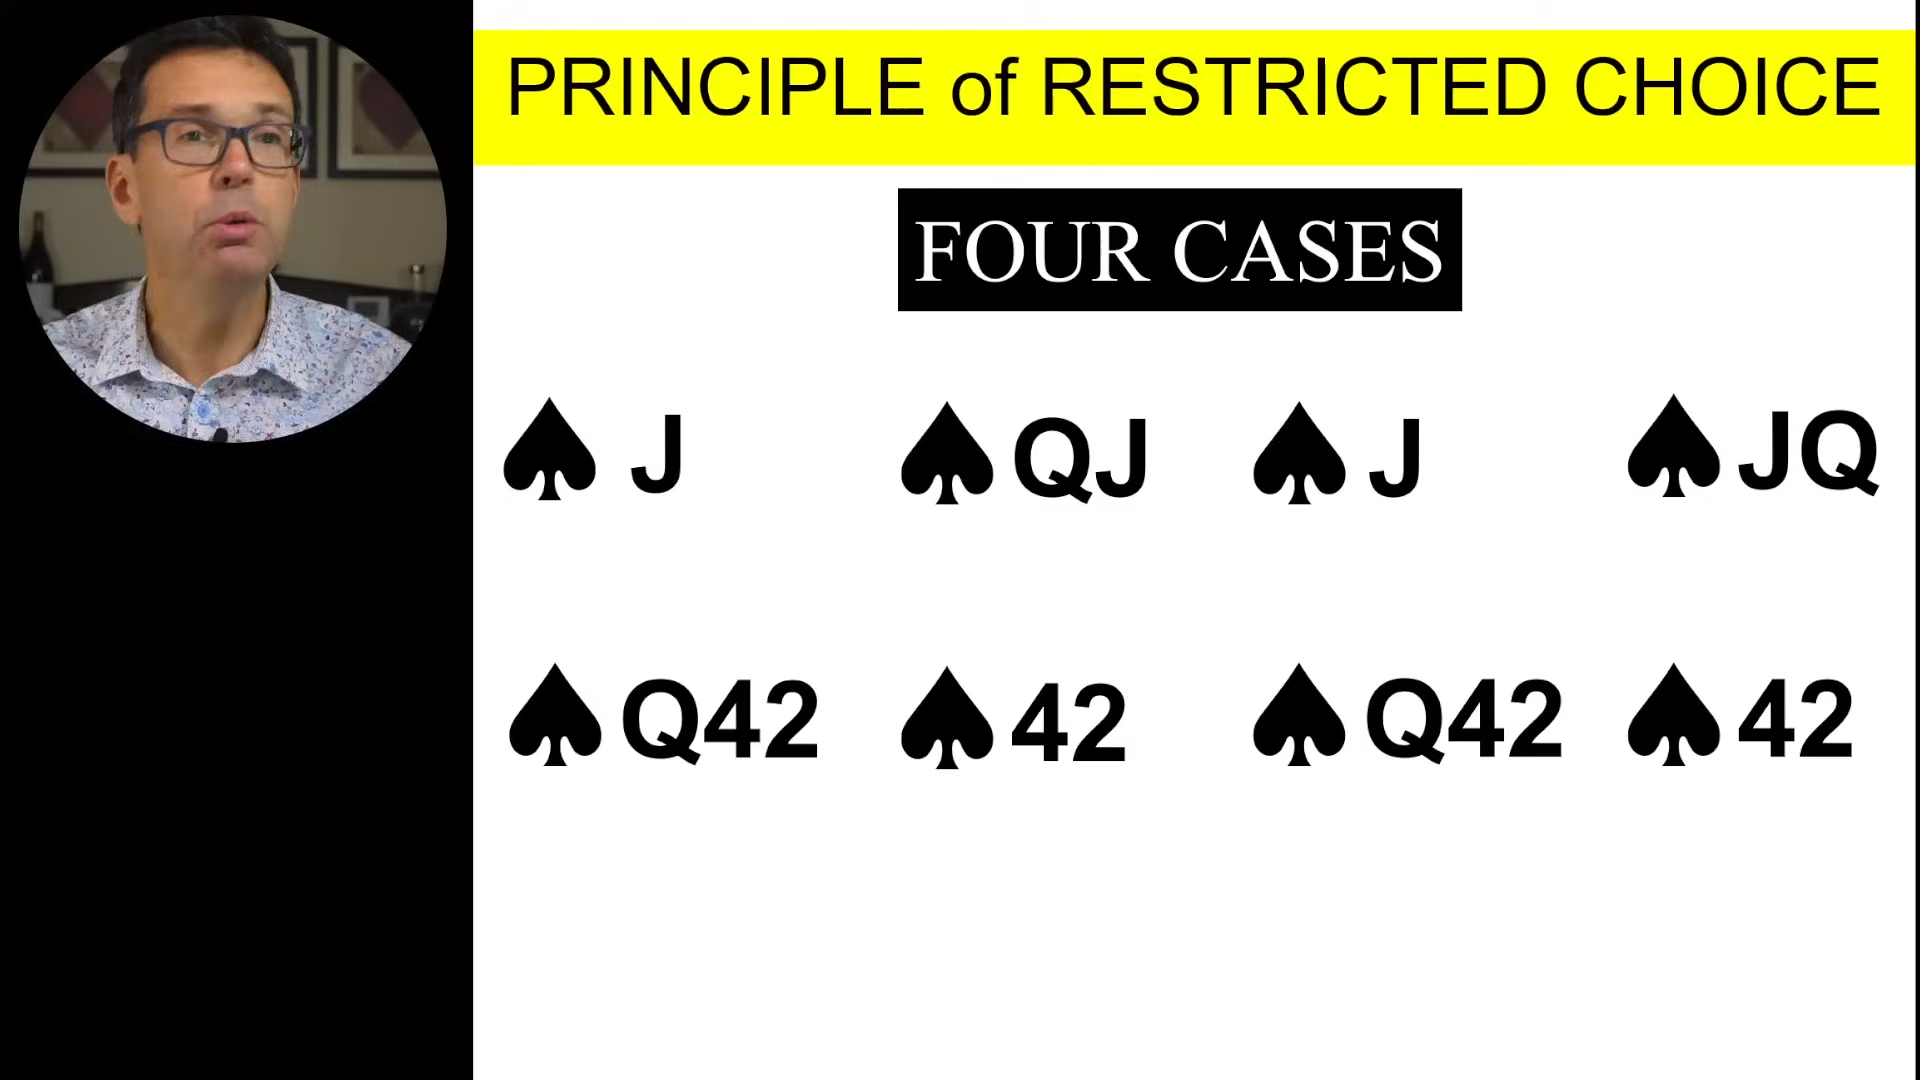 PRINCIPLE of RESTRICTED CHOICE
FOUR CASES
♠ J ♠ QJ ♠ J ♠ JQ
♠ Q42 ♠ 42 ♠ Q42 ♠ 42